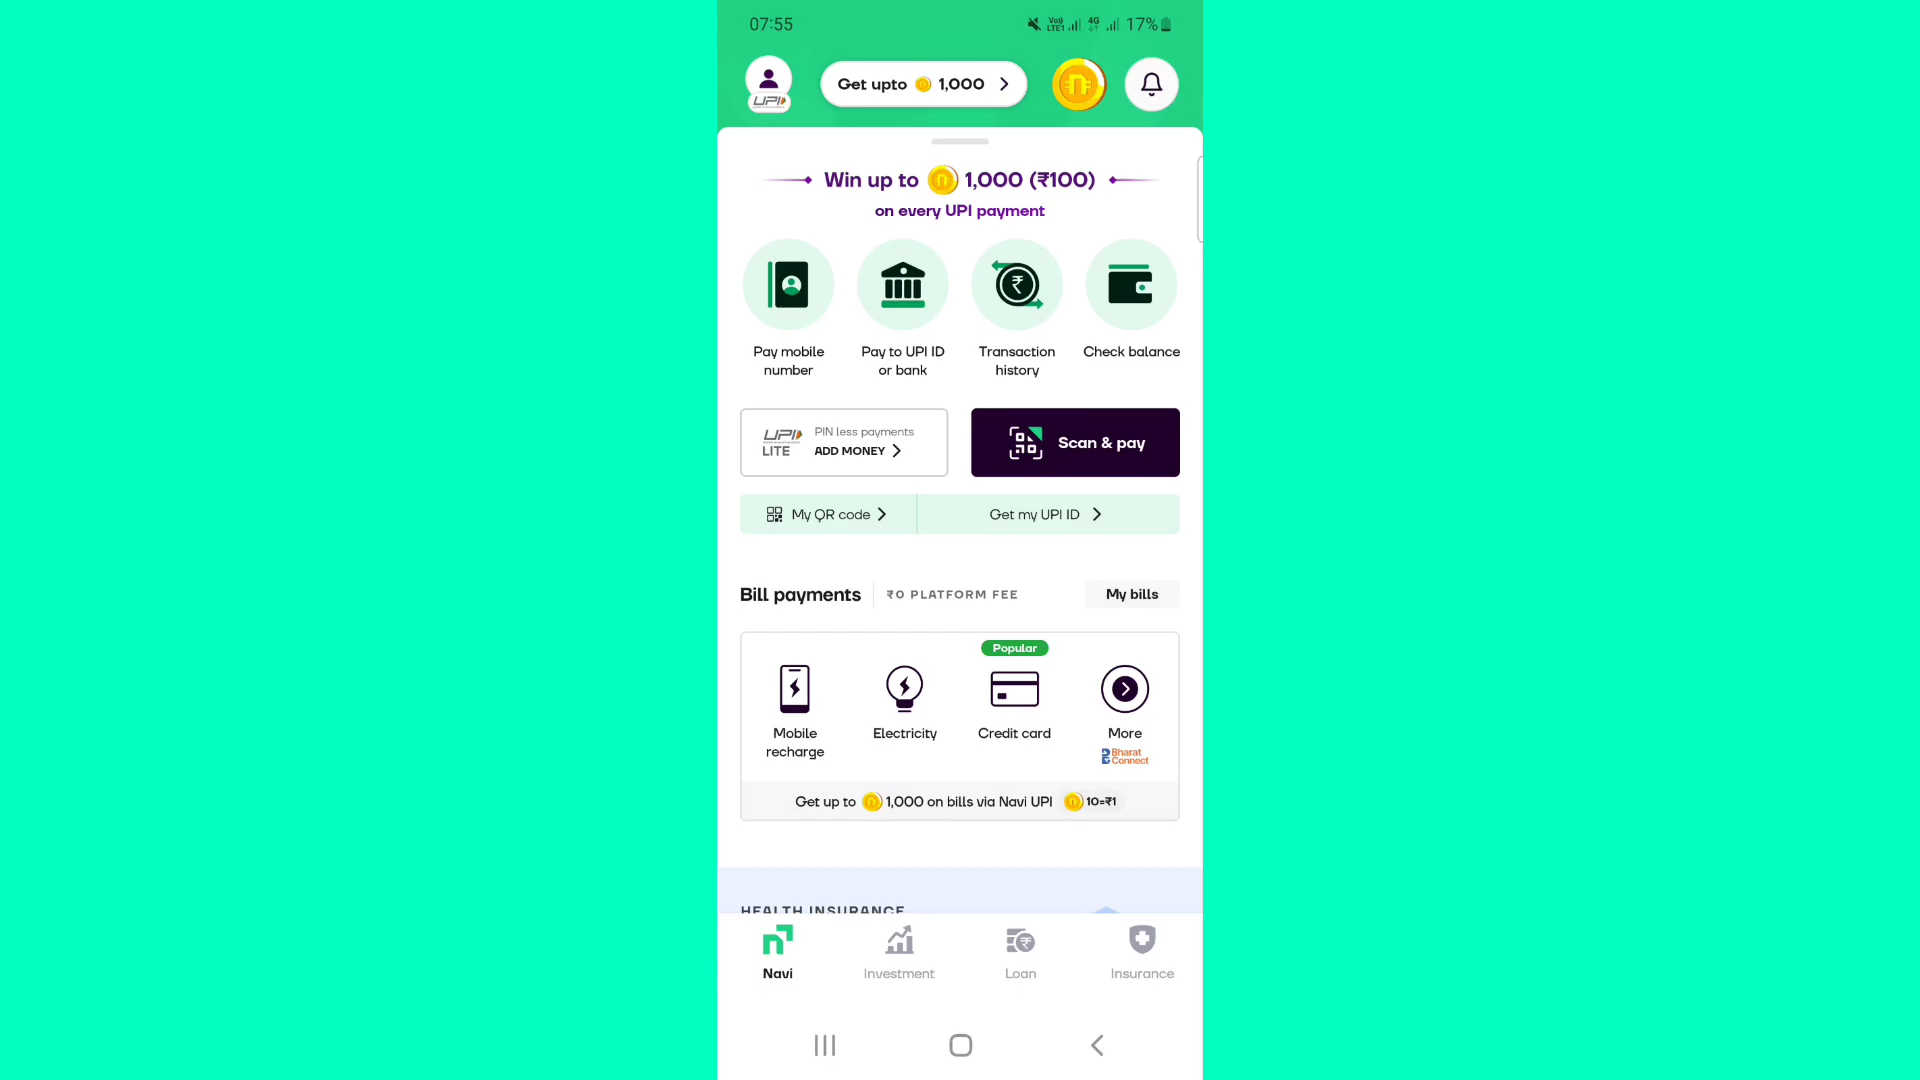 07:55
Vo))
LTE1
4G
17%
UPI
Get upto 1,000
Win up to 1,000 (₹100)
on every UPI payment
Pay mobile
number
Pay to UPI ID
or bank
Transaction
history
Check balance
UPI
LITE
PIN less payments
ADD MONEY
Scan & pay
My QR code
Get my UPI ID
Bill payments
₹0 PLATFORM FEE
My bills
Popular
Mobile
recharge
Electricity
Credit card
More
Bharat
Connect
Get up to 1,000 on bills via Navi UPI 10=₹1
HEALTH INSURANCE
Navi
Investment
Loan
Insurance